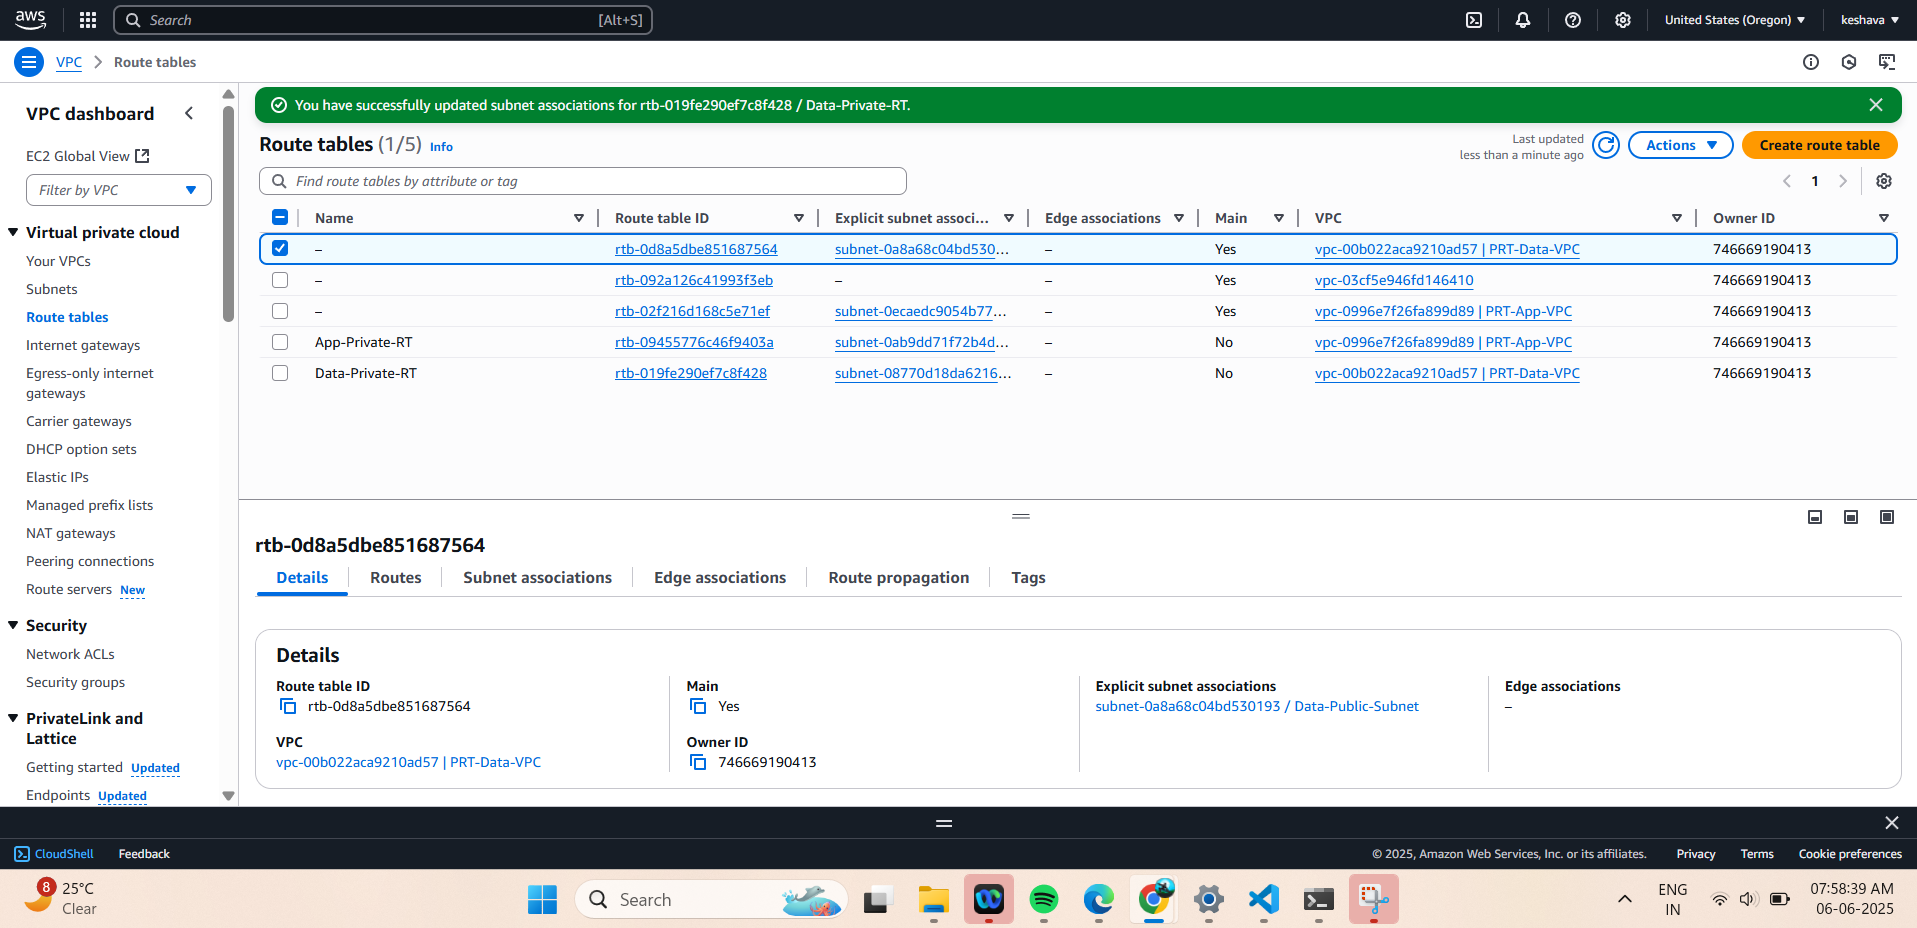 aws
Search [Alt+S]
United States (Oregon)
keshava
VPC
Route tables
VPC dashboard
EC2 Global View
Filter by VPC
Virtual private cloud
Your VPCs
Subnets
Route tables
Internet gateways
Egress-only internet
gateways
Carrier gateways
DHCP option sets
Elastic IPs
Managed prefix lists
NAT gateways
Peering connections
Route servers New
Security
Network ACLs
Security groups
PrivateLink and
Lattice
Getting started Updated
Endpoints Updated
You have successfully updated subnet associations for rtb-019fe290ef7c8f428 / Data-Private-RT.
Route tables (1/5) Info
Last updated
less than a minute ago
Actions
Create route table
Find route tables by attribute or tag
1
Name Route table ID Explicit subnet associ... Edge associations Main VPC Owner ID
– rtb-0d8a5dbe851687564 subnet-0a8a68c04bd530... – Yes vpc-00b022aca9210ad57 | PRT-Data-VPC 746669190413
– rtb-092a126c41993f3eb – – Yes vpc-03cf5e946fd146410 746669190413
– rtb-02f216d168c5e71ef subnet-0ecaedc9054b77... – Yes vpc-0996e7f26fa899d89 | PRT-App-VPC 746669190413
App-Private-RT rtb-09455776c46f9403a subnet-0ab9dd71f72b4d... – No vpc-0996e7f26fa899d89 | PRT-App-VPC 746669190413
Data-Private-RT rtb-019fe290ef7c8f428 subnet-08770d18da6216... – No vpc-00b022aca9210ad57 | PRT-Data-VPC 746669190413
rtb-0d8a5dbe851687564
Details Routes Subnet associations Edge associations Route propagation Tags
Details
Route table ID
rtb-0d8a5dbe851687564
Main
Yes
Explicit subnet associations
subnet-0a8a68c04bd530193 / Data-Public-Subnet
Edge associations
–
VPC
vpc-00b022aca9210ad57 | PRT-Data-VPC
Owner ID
746669190413
CloudShell Feedback
© 2025, Amazon Web Services, Inc. or its affiliates. Privacy Terms Cookie preferences
8
25°C
Clear
Search
ENG
IN
07:58:39 AM
06-06-2025